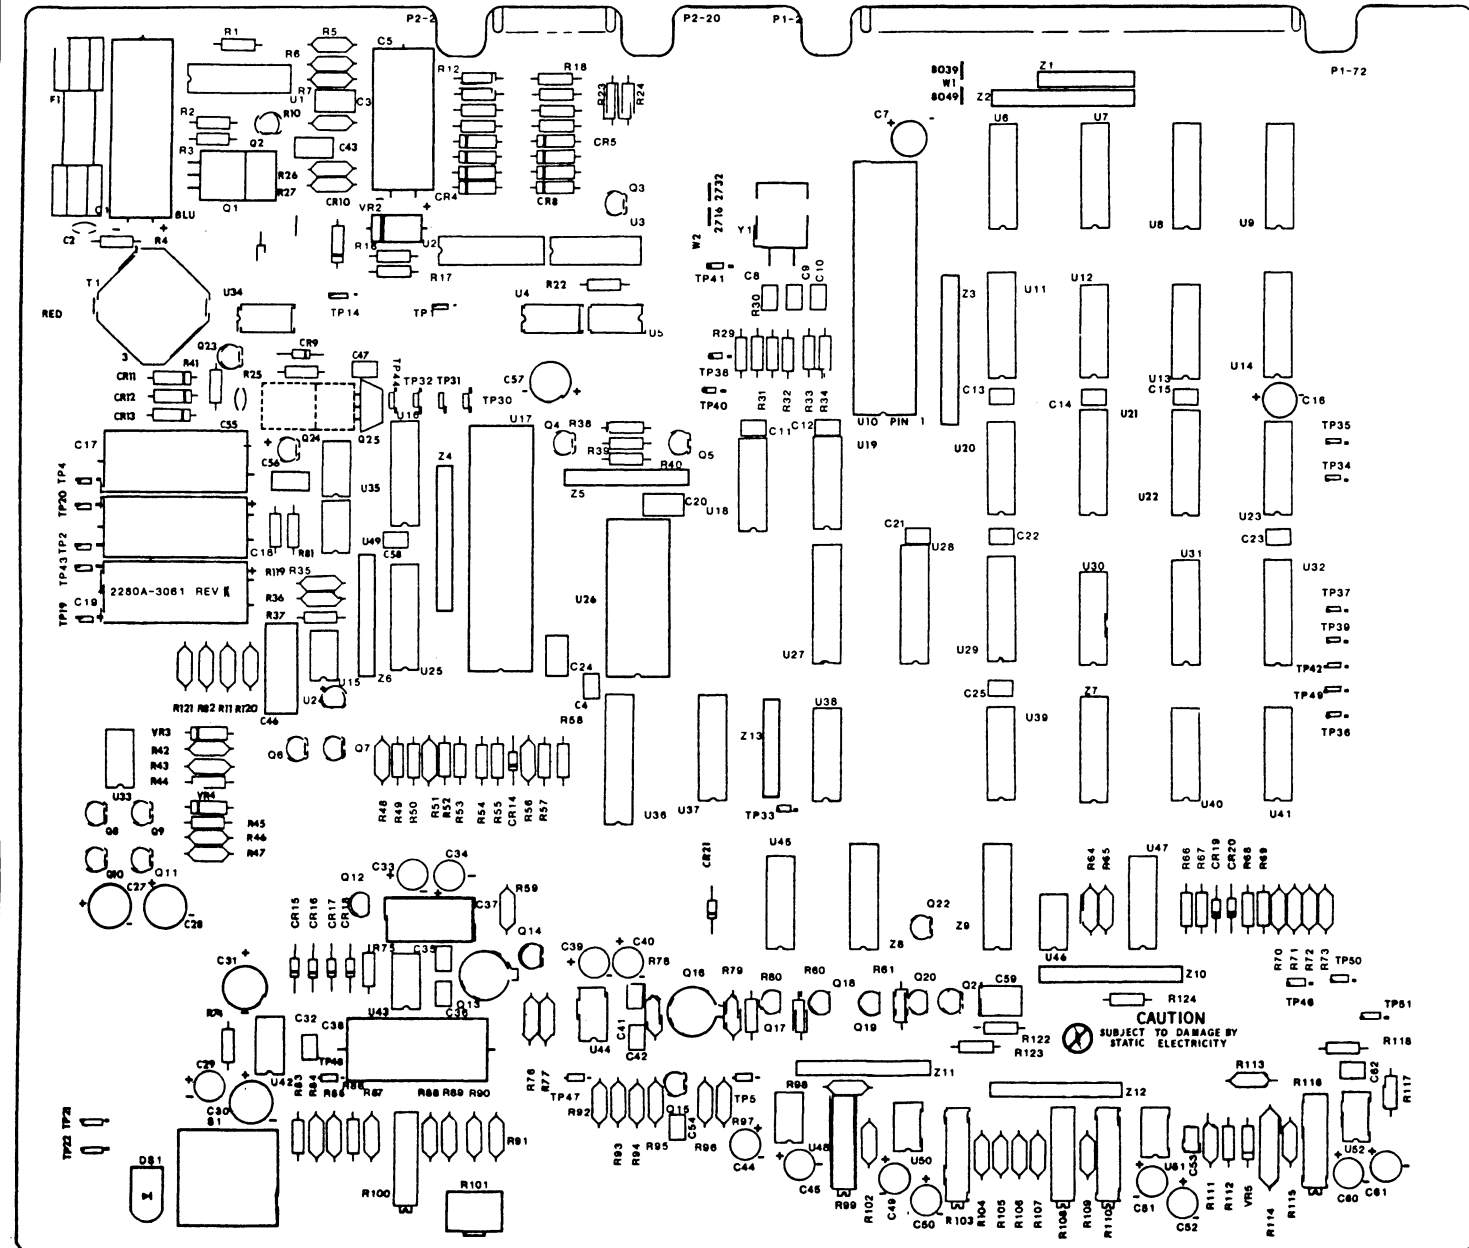 P2-2
P2-20
P1-2
P1-72
R1
R5
C5
R6
R12
R18
8039
W1
8049
Z1
Z2
F1
R7
U1
C3
R23
R24
R2
R10
C7
U6
U7
R3
Q2
C43
CR5
R26
R27
Q1
CR10
CR4
CR8
Q3
U3
2716 2732
W2
Y1
U8
U9
BLU
VR2
C2
R4
R16
U2
R17
TP41
C8
C9
C10
T1
RED
U34
TP14
TP1
U4
R22
U5
R30
Z3
U11
U12
3
Q23
CR9
R41
CR11
R25
CR12
CR13
C47
TP44
TP32
TP31
TP30
C57
R29
TP38
TP40
R31
R32
R33
R34
U10 PIN 1
C13
U13
C14
C15
U14
C16
C17
C55
Q24
Q25
U16
U17
Q4
R38
R39
R40
Q5
C11
C12
U19
U20
U21
TP35
TP4
C56
U35
Z4
Z5
C20
U18
U22
U23
TP34
TP20
TP2
C18
R81
U49
C58
C21
U28
C22
C23
TP43
R119
R35
2280A-3061 REV K
C19
TP19
R36
R37
U26
U30
U31
U32
TP37
TP39
U15
Z6
U25
C24
U27
U29
TP42
R121
R82
R11
R120
C46
U24
C4
C25
Z7
TP49
VR3
R42
R43
R44
Q6
Q7
R58
U38
Z13
U39
TP36
U33
VR4
R45
R46
R47
Q8
Q9
R48
R49
R50
R51
R52
R53
R54
R55
CR14
R56
R57
U36
U37
TP33
U40
U41
Q10
C27
Q11
C28
Q12
C33
C34
R59
C37
CR21
U45
Z8
Q22
Z9
U46
R64
R65
U47
R66
R67
CR19
CR20
R68
R69
CR15
CR16
CR17
CR18
R75
C35
Q14
C39
C40
R78
Q16
R79
R80
R60
Q18
R61
Q20
Q21
C59
Z10
R70
R71
R72
R73
TP50
C31
U43
Q13
C36
C41
C42
U44
Q17
Q19
R122
R123
R124
TP46
TP51
CAUTION
SUBJECT TO DAMAGE BY
STATIC ELECTRICITY
R74
C32
C38
C29
U42
TP48
C30
S1
R83
R84
R85
R86
R87
R88
R89
R90
R91
R76
R77
TP47
R92
R93
R94
R95
Q15
C54
R96
TP5
R97
C44
Z11
R98
Z12
R113
R118
C62
R116
R117
TP21
TP22
DS1
R100
R101
C45
U48
R99
R102
C49
U50
C50
R103
R104
R105
R106
R107
R108
R109
R110
C51
U51
C52
C53
R111
R112
VR5
R114
R115
U52
C60
C61